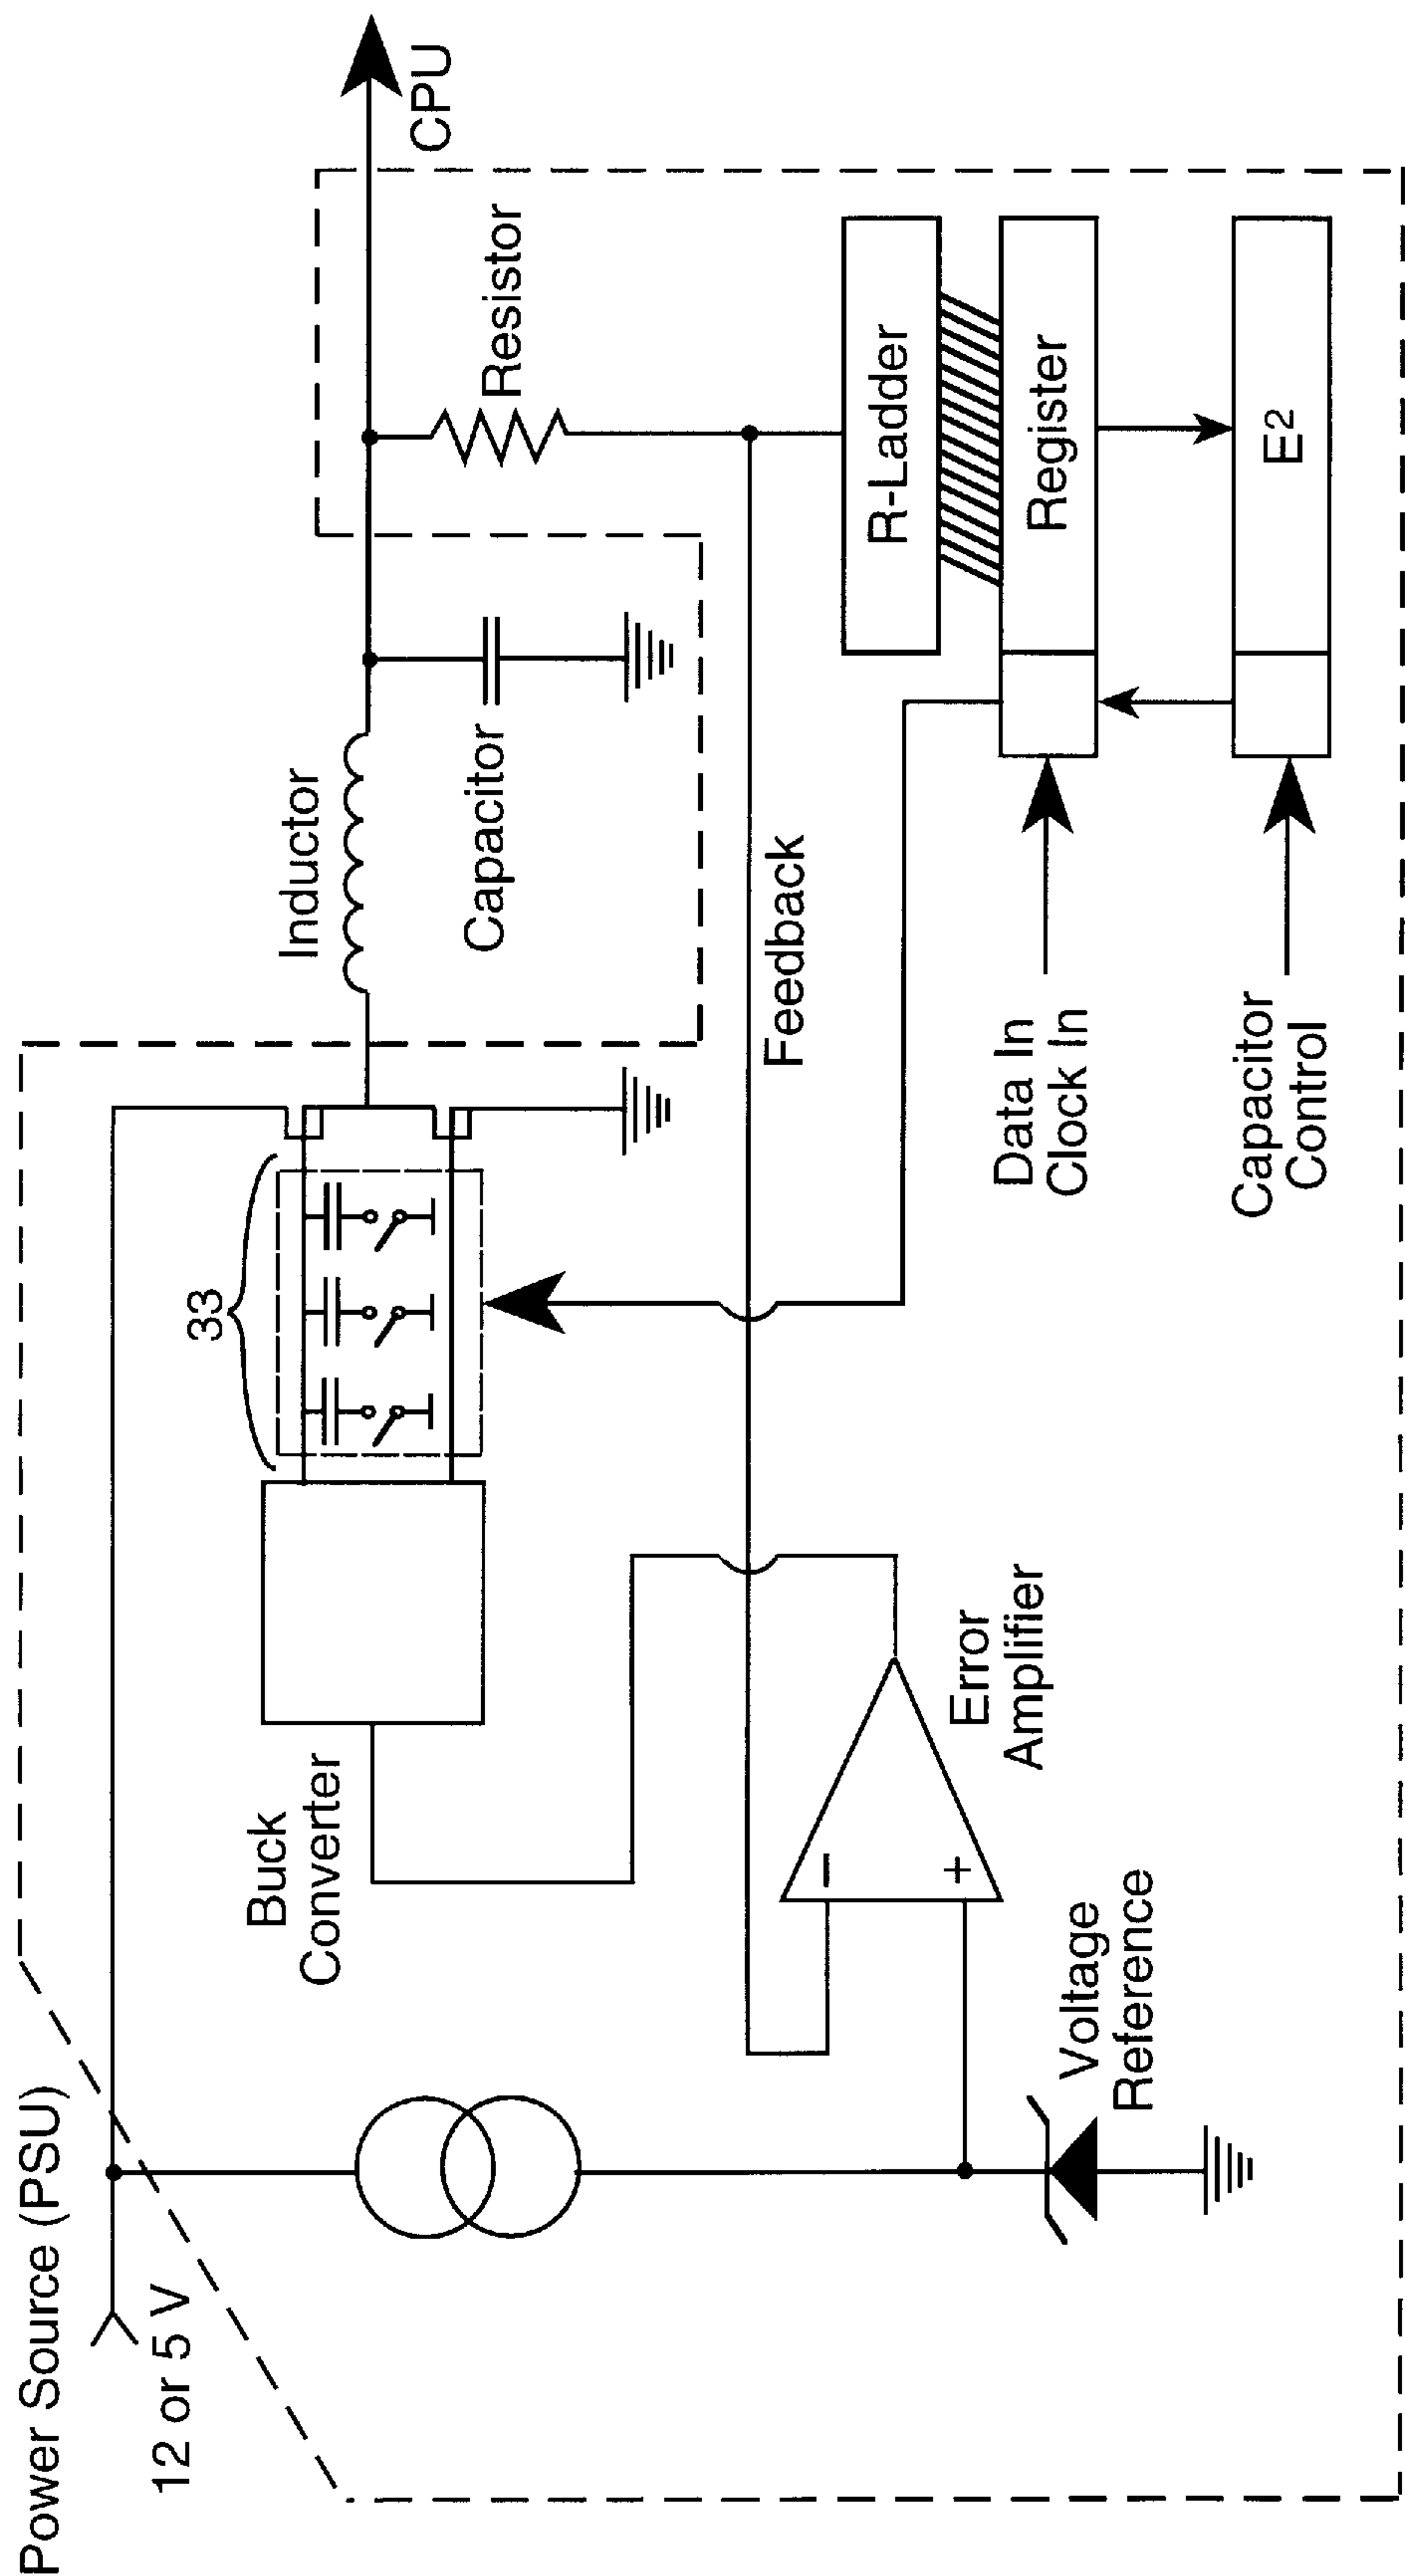 Power Source (PSU)
12 or 5 V
Buck
Converter
33
Inductor
Capacitor
CPU
Resistor
Feedback
Error
Amplifier
−
+
Voltage
Reference
Data In
Clock In
Capacitor
Control
R-Ladder
Register
E²